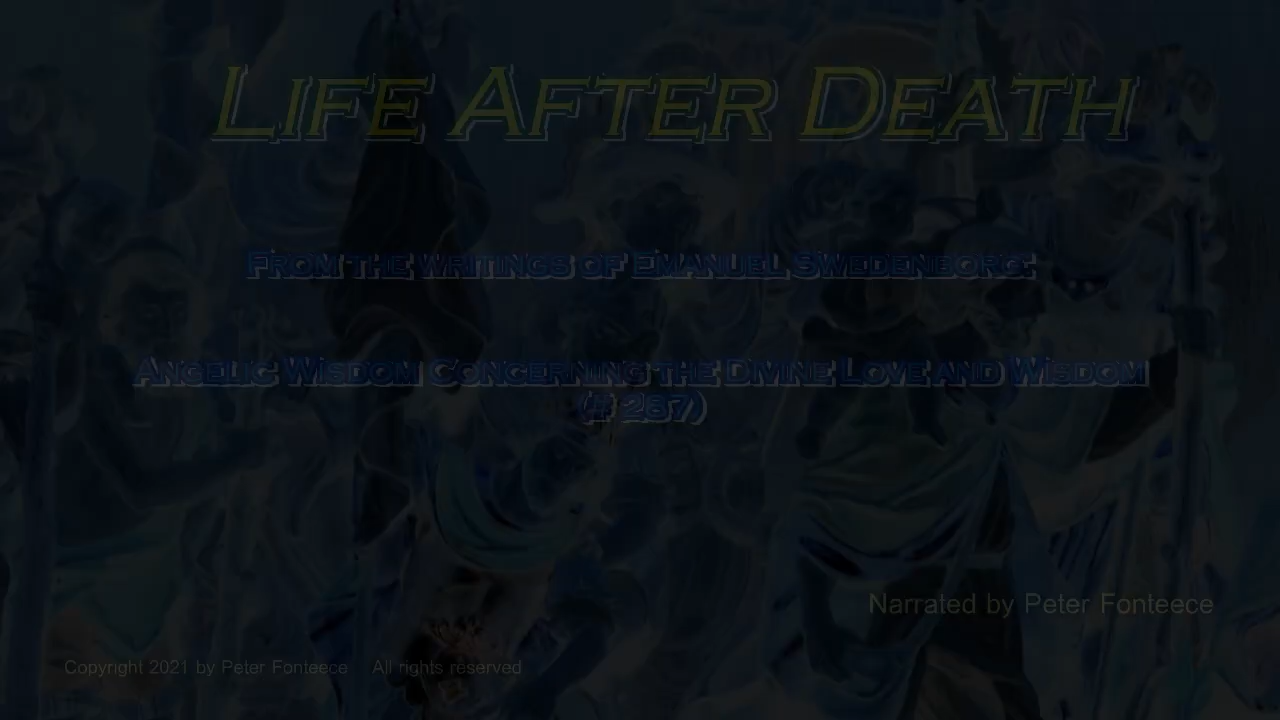 Life After Death
From the writings of Emanuel Swedenborg:
Angelic Wisdom Concerning the Divine Love and Wisdom
(# 287)
Narrated by Peter Fonteece
Copyright 2021 by Peter Fonteece All rights reserved